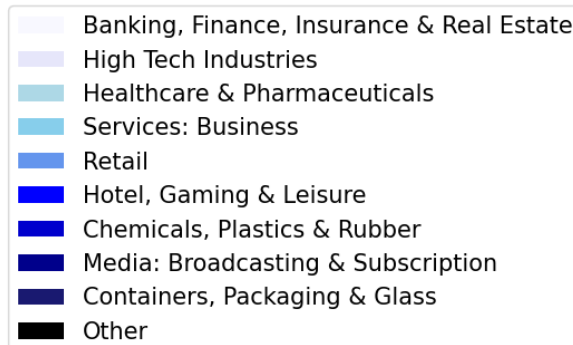 Banking, Finance, Insurance & Real Estate
High Tech Industries
Healthcare & Pharmaceuticals
Services: Business
Retail
Hotel, Gaming & Leisure
Chemicals, Plastics & Rubber
Media: Broadcasting & Subscription
Containers, Packaging & Glass
Other